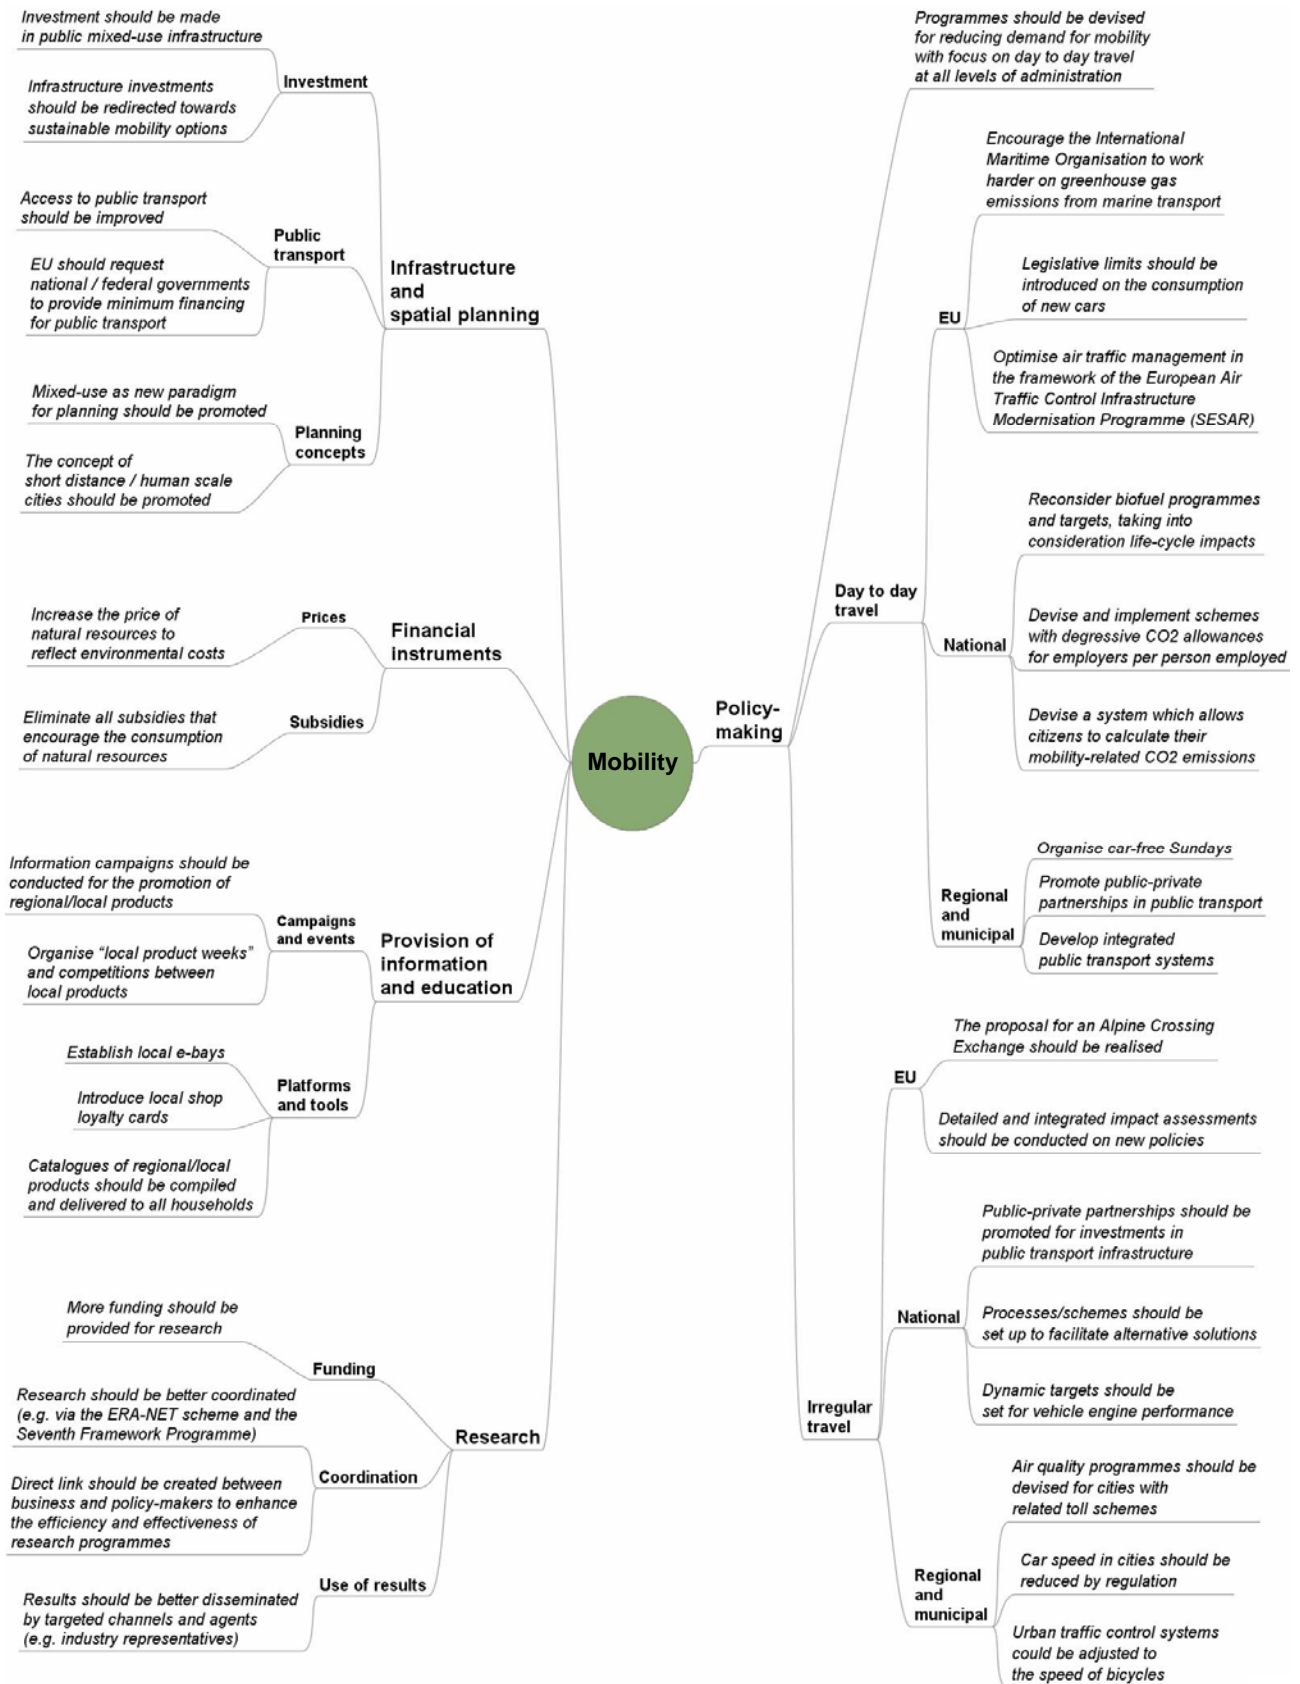 Investment should be made
in public mixed-use infrastructure
Investment
Infrastructure investments
should be redirected towards
sustainable mobility options
Access to public transport
should be improved
Public
transport
EU should request
national / federal governments
to provide minimum financing
for public transport
Infrastructure
and
spatial planning
Mixed-use as new paradigm
for planning should be promoted
Planning
concepts
The concept of
short distance / human scale
cities should be promoted
Increase the price of
natural resources to
reflect environmental costs
Prices
Financial
instruments
Eliminate all subsidies that
encourage the consumption
of natural resources
Subsidies
Mobility
Information campaigns should be
conducted for the promotion of
regional/local products
Campaigns
and events
Organise “local product weeks”
and competitions between
local products
Provision of
information
and education
Establish local e-bays
Platforms
and tools
Introduce local shop
loyalty cards
Catalogues of regional/local
products should be compiled
and delivered to all households
More funding should be
provided for research
Funding
Research should be better coordinated
(e.g. via the ERA-NET scheme and the
Seventh Framework Programme)
Coordination
Research
Direct link should be created between
business and policy-makers to enhance
the efficiency and effectiveness of
research programmes
Use of results
Results should be better disseminated
by targeted channels and agents
(e.g. industry representatives)
Policy-
making
Programmes should be devised
for reducing demand for mobility
with focus on day to day travel
at all levels of administration
Day to day
travel
EU
Encourage the International
Maritime Organisation to work
harder on greenhouse gas
emissions from marine transport
Legislative limits should be
introduced on the consumption
of new cars
Optimise air traffic management in
the framework of the European Air
Traffic Control Infrastructure
Modernisation Programme (SESAR)
National
Reconsider biofuel programmes
and targets, taking into
consideration life-cycle impacts
Devise and implement schemes
with degressive CO2 allowances
for employers per person employed
Devise a system which allows
citizens to calculate their
mobility-related CO2 emissions
Regional
and
municipal
Organise car-free Sundays
Promote public-private
partnerships in public transport
Develop integrated
public transport systems
Irregular
travel
EU
The proposal for an Alpine Crossing
Exchange should be realised
Detailed and integrated impact assessments
should be conducted on new policies
National
Public-private partnerships should be
promoted for investments in
public transport infrastructure
Processes/schemes should be
set up to facilitate alternative solutions
Dynamic targets should be
set for vehicle engine performance
Regional
and
municipal
Air quality programmes should be
devised for cities with
related toll schemes
Car speed in cities should be
reduced by regulation
Urban traffic control systems
could be adjusted to
the speed of bicycles